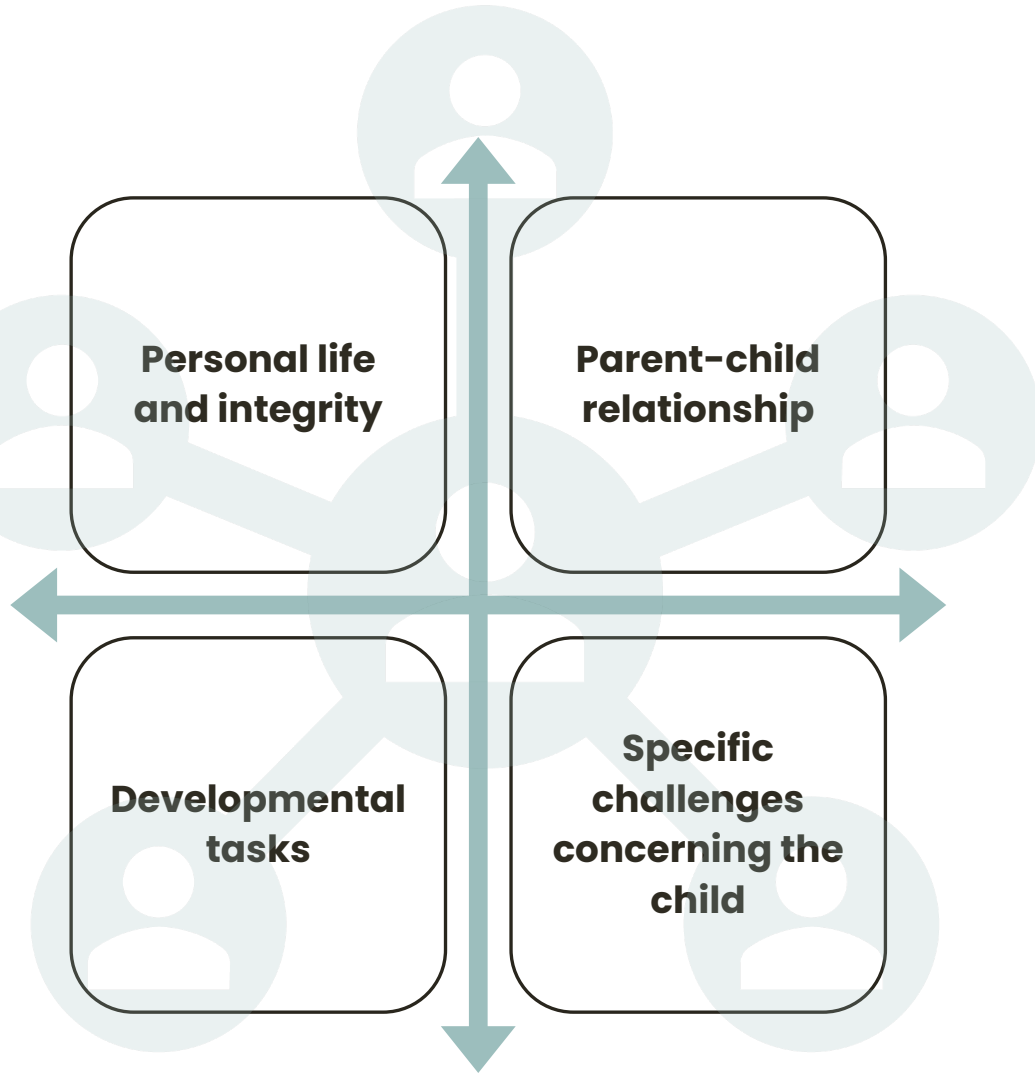 Personal life
and integrity
Parent-child
relationship
Developmental
tasks
Specific
challenges
concerning the
child